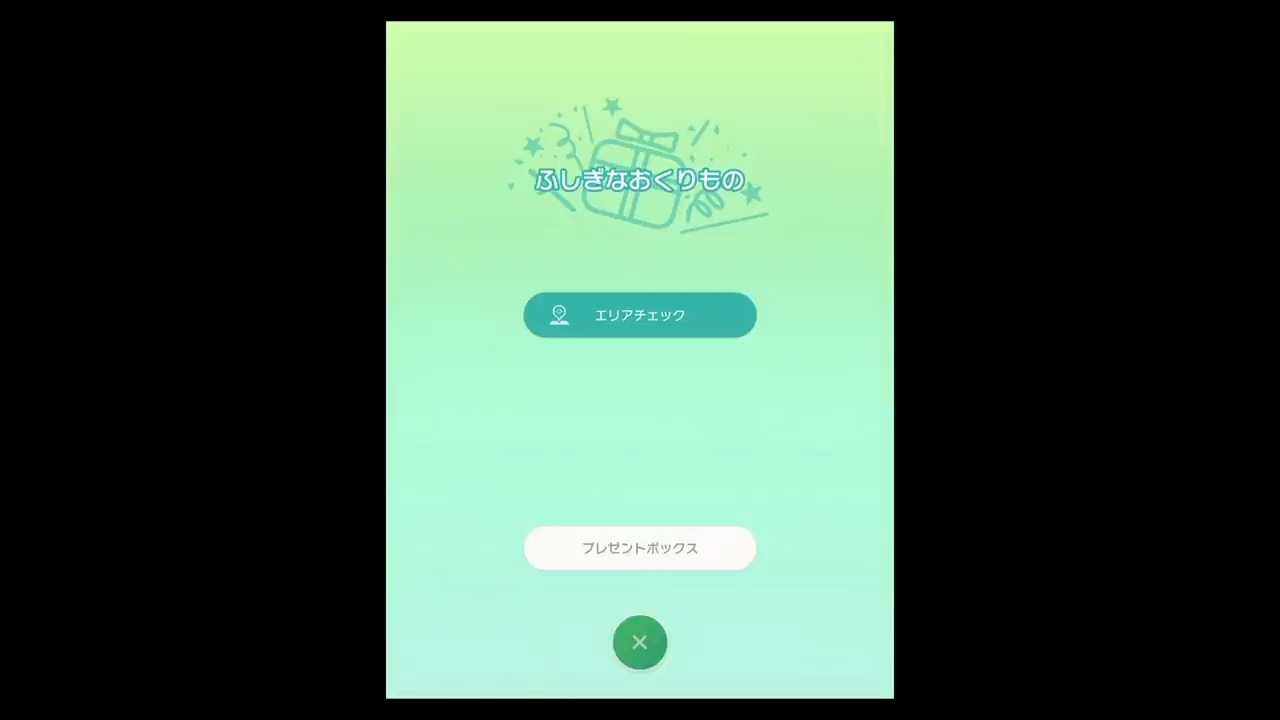 ふしぎなおくりもの
エリアチェック
プレゼントボックス